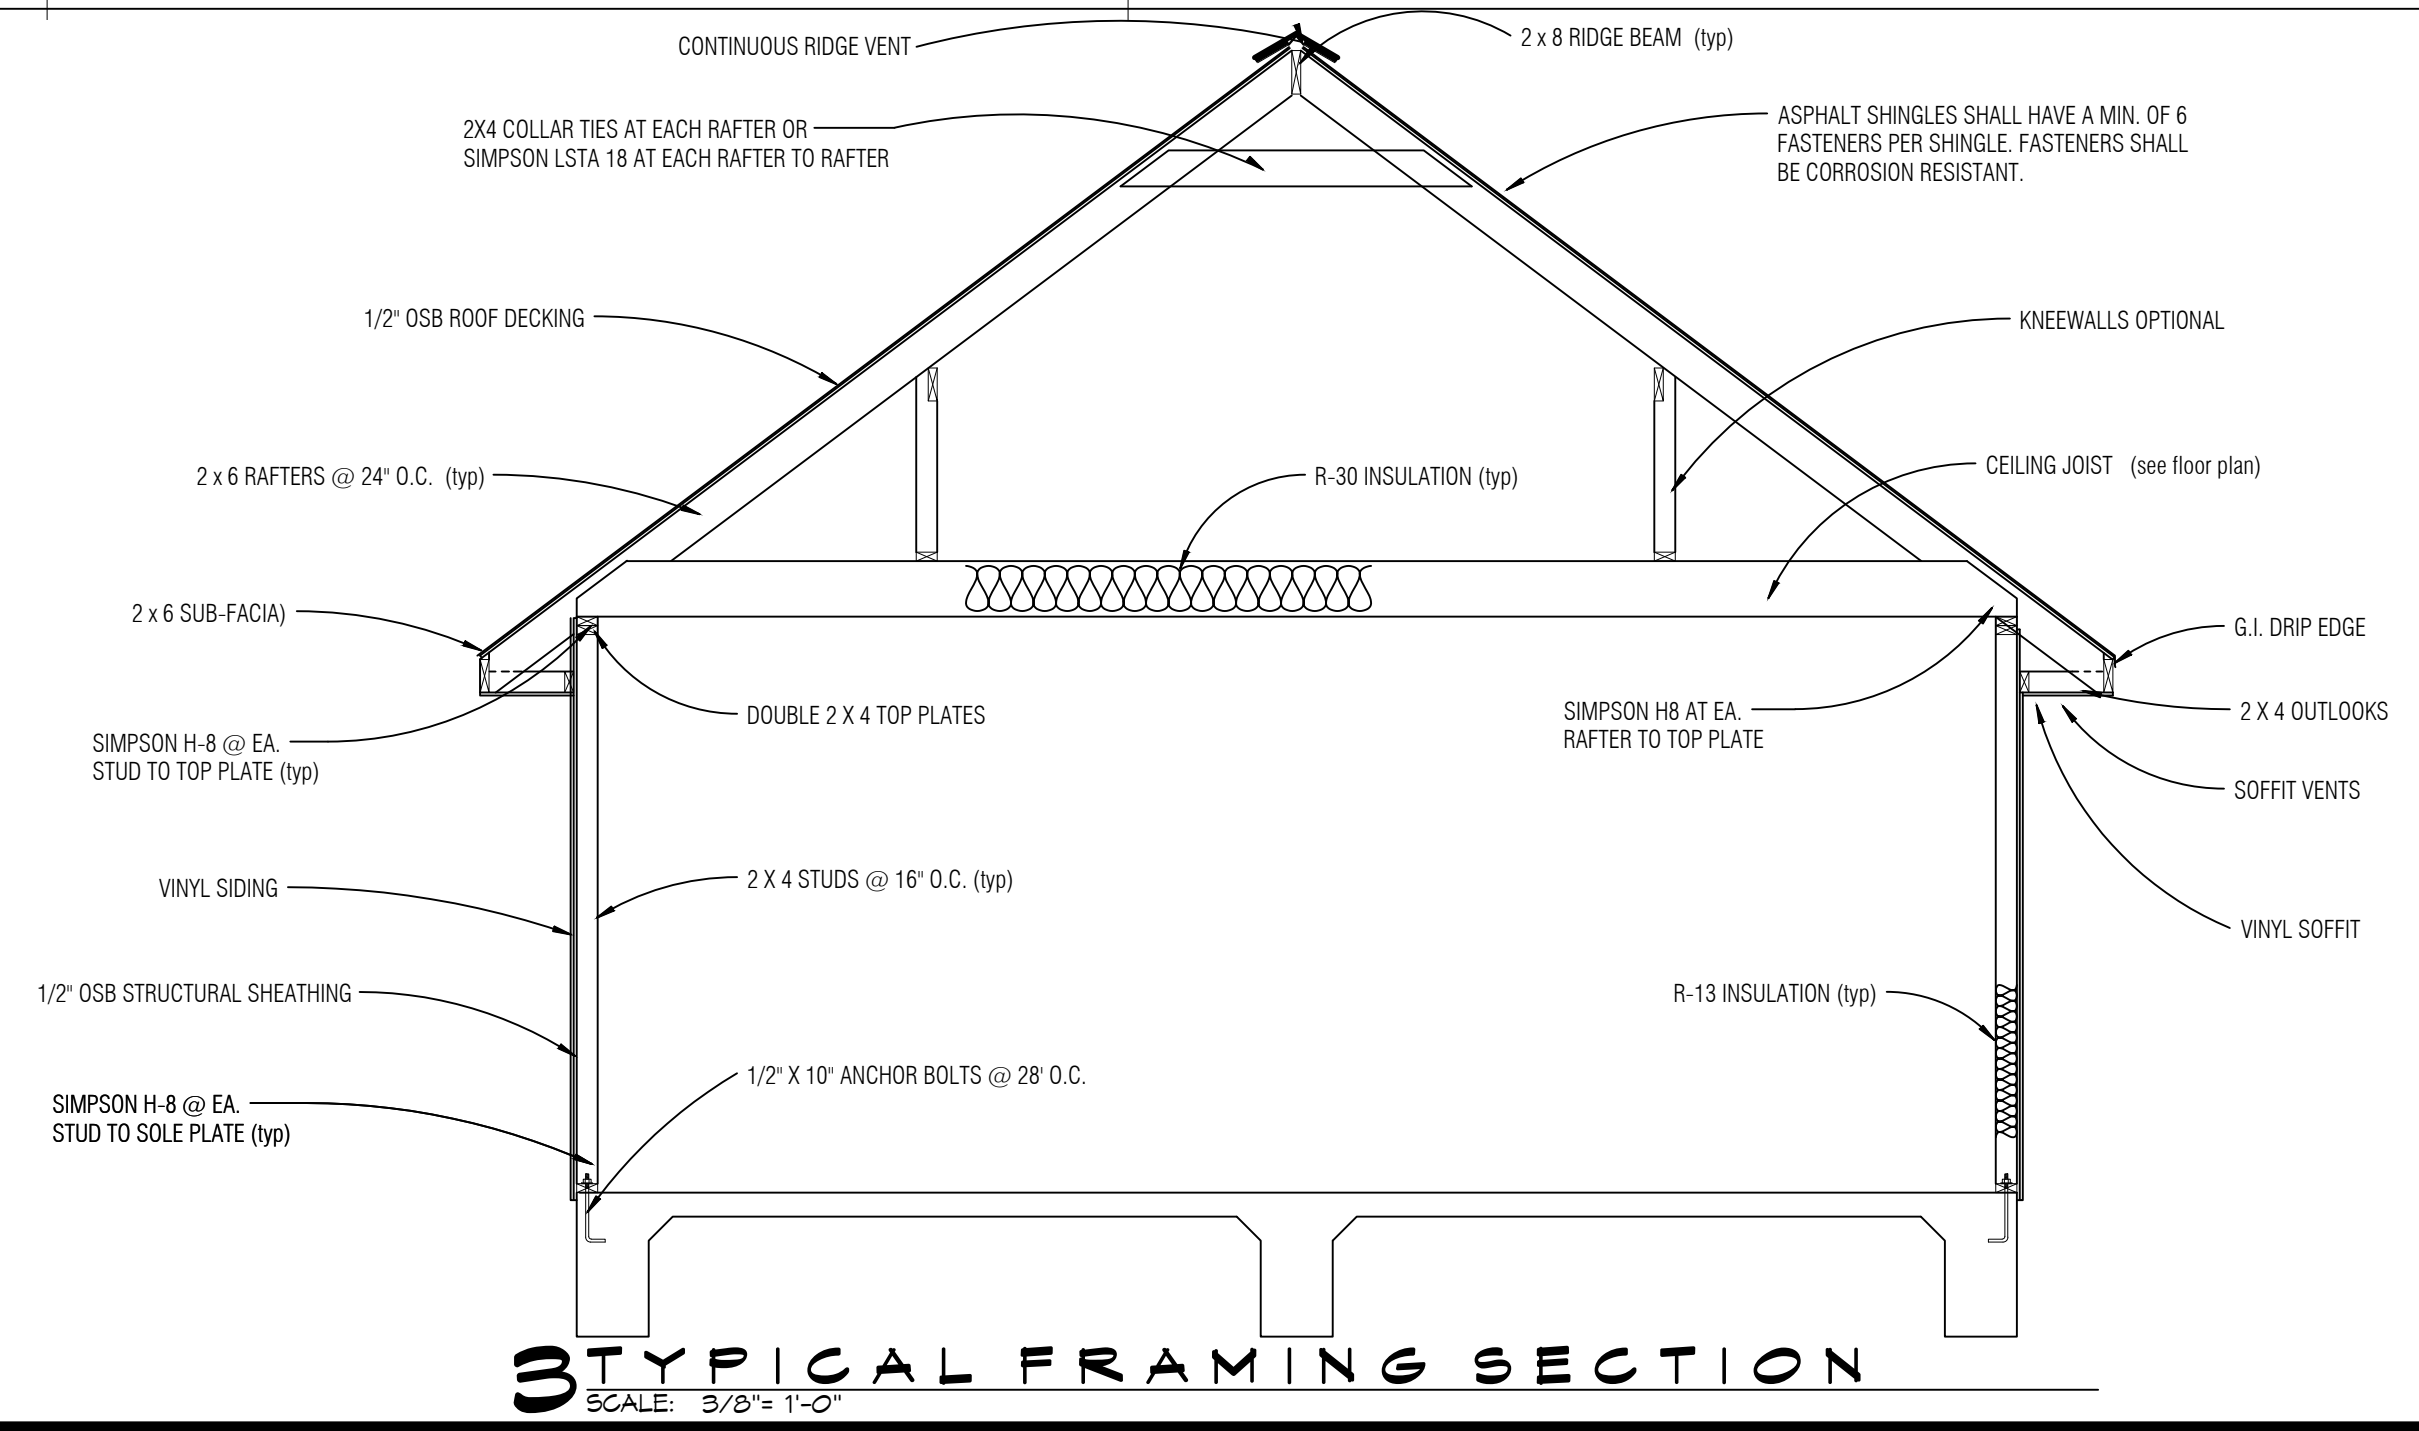 CONTINUOUS RIDGE VENT
2 x 8 RIDGE BEAM (typ)
2X4 COLLAR TIES AT EACH RAFTER OR
SIMPSON LSTA 18 AT EACH RAFTER TO RAFTER
ASPHALT SHINGLES SHALL HAVE A MIN. OF 6
FASTENERS PER SHINGLE. FASTENERS SHALL
BE CORROSION RESISTANT.
1/2" OSB ROOF DECKING
KNEEWALLS OPTIONAL
2 x 6 RAFTERS @ 24" O.C. (typ)
R-30 INSULATION (typ)
CEILING JOIST (see floor plan)
2 x 6 SUB-FACIA)
G.I. DRIP EDGE
DOUBLE 2 X 4 TOP PLATES
SIMPSON H8 AT EA.
RAFTER TO TOP PLATE
2 X 4 OUTLOOKS
SIMPSON H-8 @ EA.
STUD TO TOP PLATE (typ)
SOFFIT VENTS
VINYL SIDING
2 X 4 STUDS @ 16" O.C. (typ)
VINYL SOFFIT
1/2" OSB STRUCTURAL SHEATHING
R-13 INSULATION (typ)
1/2" X 10" ANCHOR BOLTS @ 28' O.C.
SIMPSON H-8 @ EA.
STUD TO SOLE PLATE (typ)
3 TYPICAL FRAMING SECTION
SCALE: 3/8"= 1'-0"